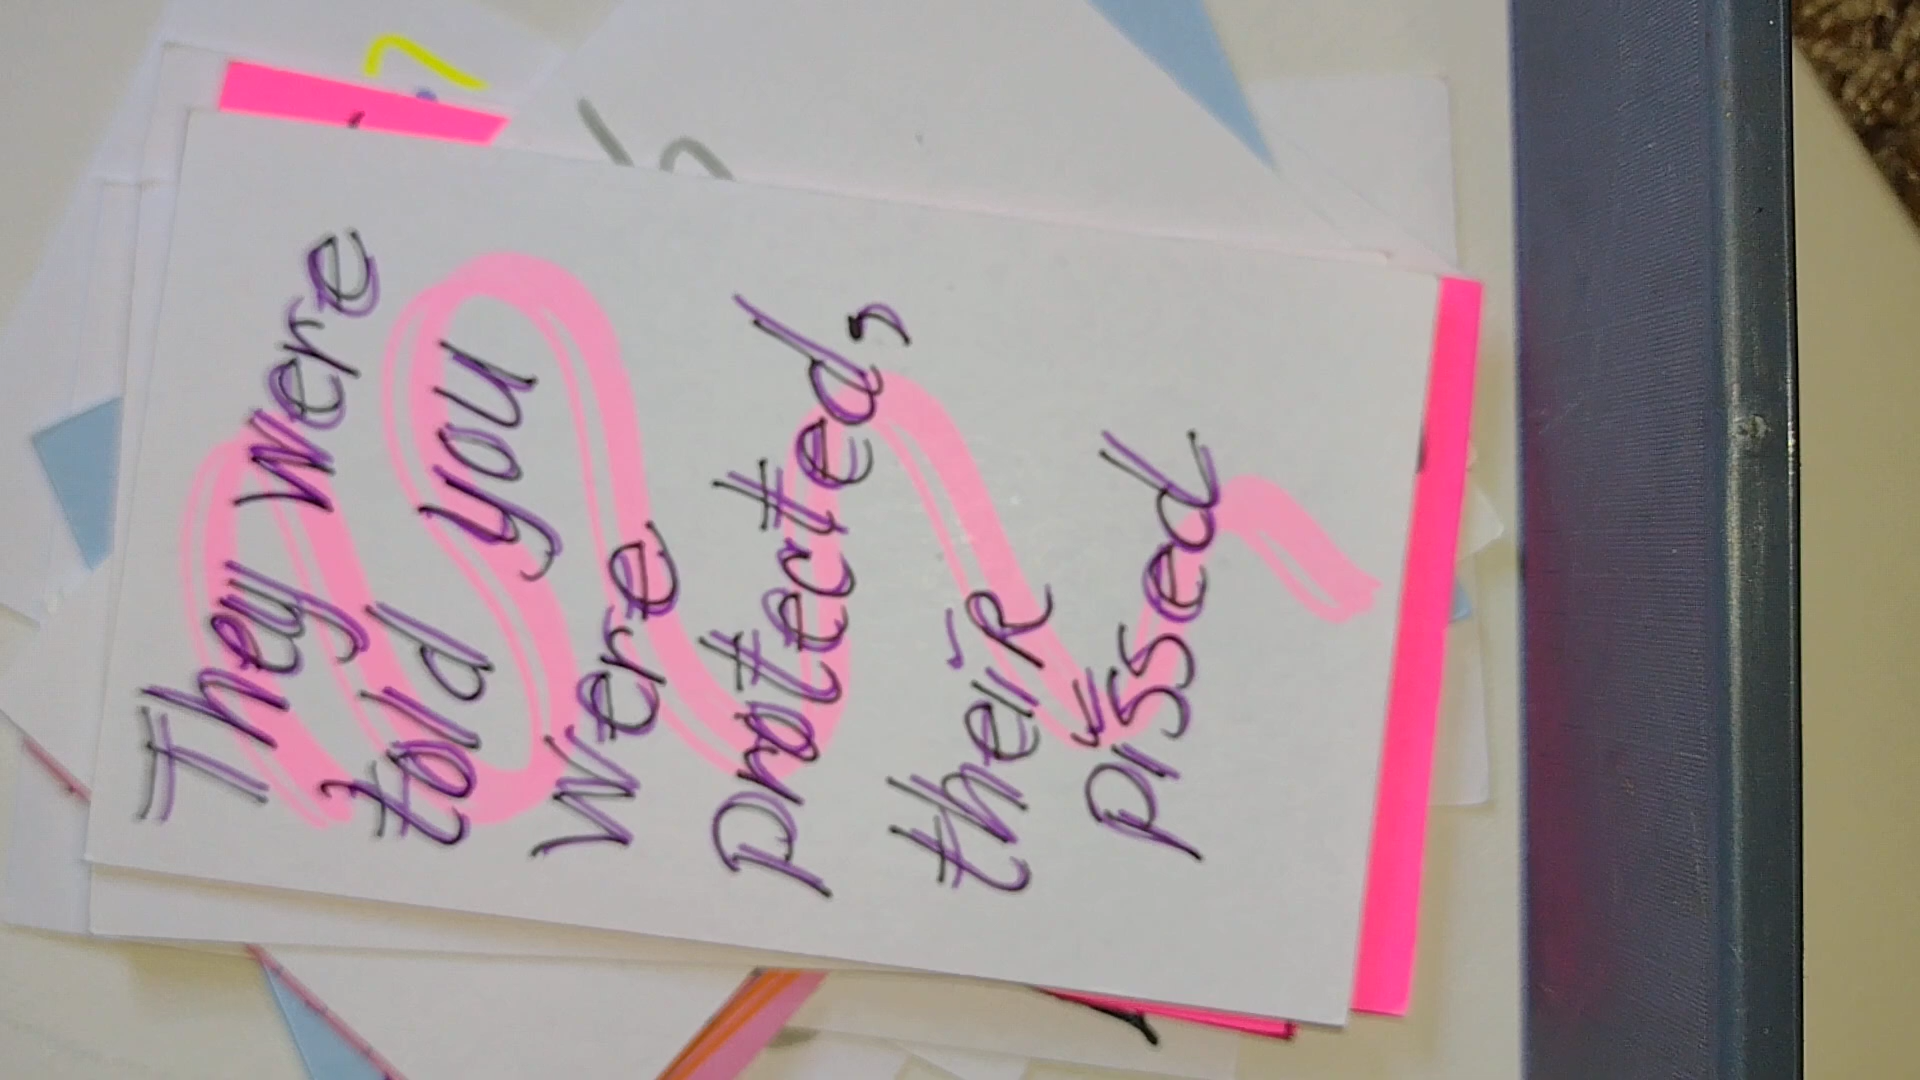 They were
told you
were
protected,
theiR
pissed